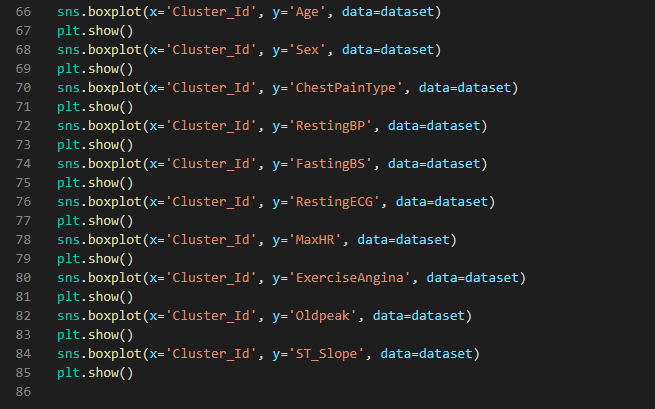 66 sns.boxplot(x='Cluster_Id', y='Age', data=dataset)
67 plt.show()
68 sns.boxplot(x='Cluster_Id', y='Sex', data=dataset)
69 plt.show()
70 sns.boxplot(x='Cluster_Id', y='ChestPainType', data=dataset)
71 plt.show()
72 sns.boxplot(x='Cluster_Id', y='RestingBP', data=dataset)
73 plt.show()
74 sns.boxplot(x='Cluster_Id', y='FastingBS', data=dataset)
75 plt.show()
76 sns.boxplot(x='Cluster_Id', y='RestingECG', data=dataset)
77 plt.show()
78 sns.boxplot(x='Cluster_Id', y='MaxHR', data=dataset)
79 plt.show()
80 sns.boxplot(x='Cluster_Id', y='ExerciseAngina', data=dataset)
81 plt.show()
82 sns.boxplot(x='Cluster_Id', y='Oldpeak', data=dataset)
83 plt.show()
84 sns.boxplot(x='Cluster_Id', y='ST_Slope', data=dataset)
85 plt.show()
86